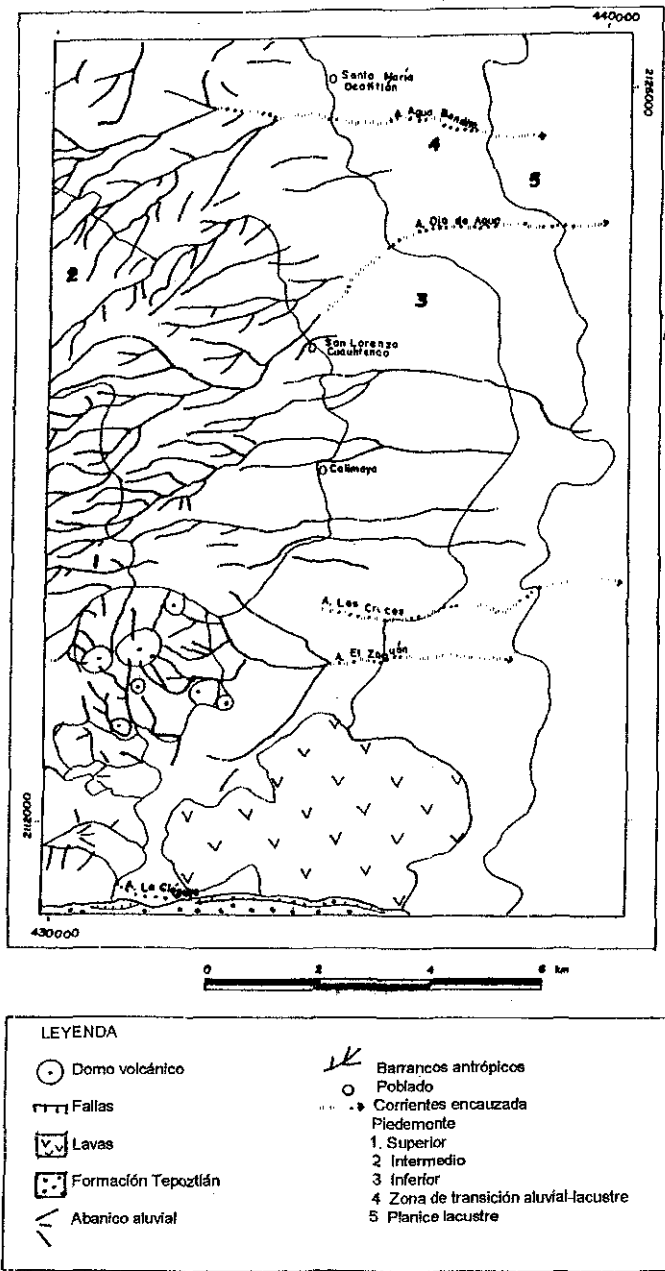 440000
2125000
Santa María
Ocotitlán
A. Agua Bendita
4
5
A. Ojo de Agua
2
3
San Lorenzo
Cuauhtenco
Calimaya
1
A. Las Cruces
A. El Zaguán
2112000
A. La Ciénega
430000
0 2 4 6 km
LEYENDA
Domo volcánico
Fallas
Lavas
Formación Tepoztlán
Abanico aluvial
Barrancos antrópicos
Poblado
Corrientes encauzada
Piedemonte
1. Superior
2 Intermedio
3 Inferior
4 Zona de transición aluvial-lacustre
5 Planice lacustre